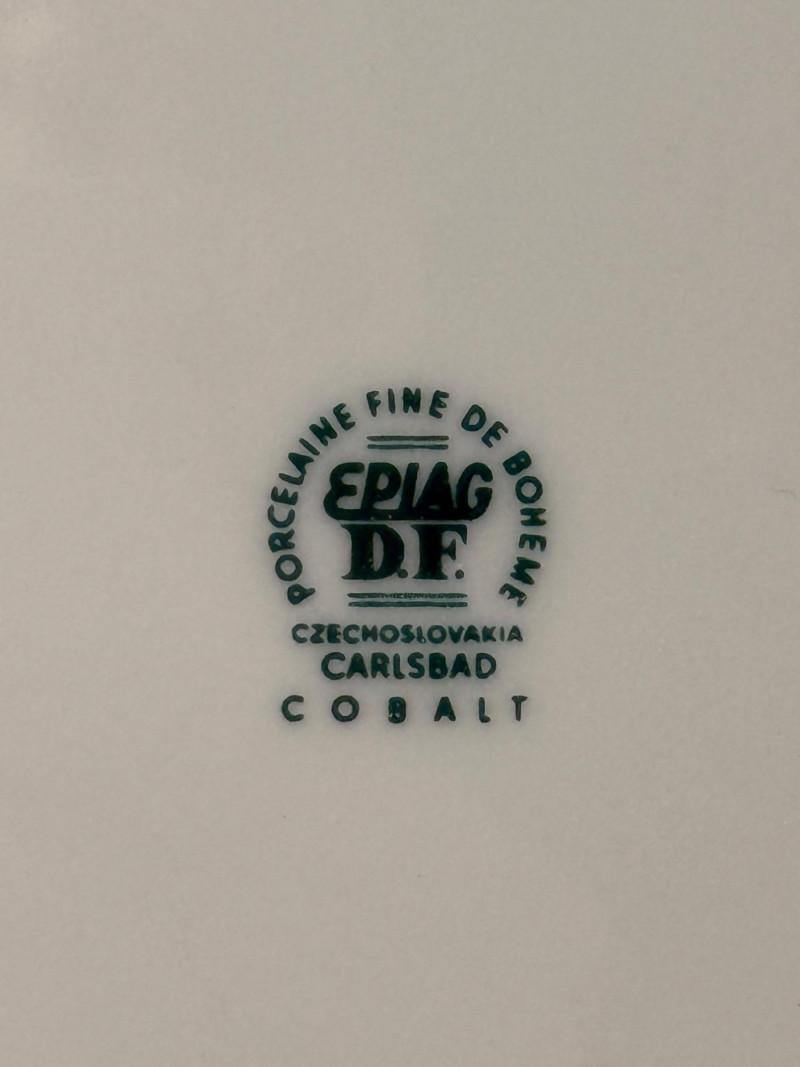 PORCELAINE FINE DE BOHEME
EPIAG
D.F.
CZECHOSLOVAKIA
CARLSBAD
COBALT